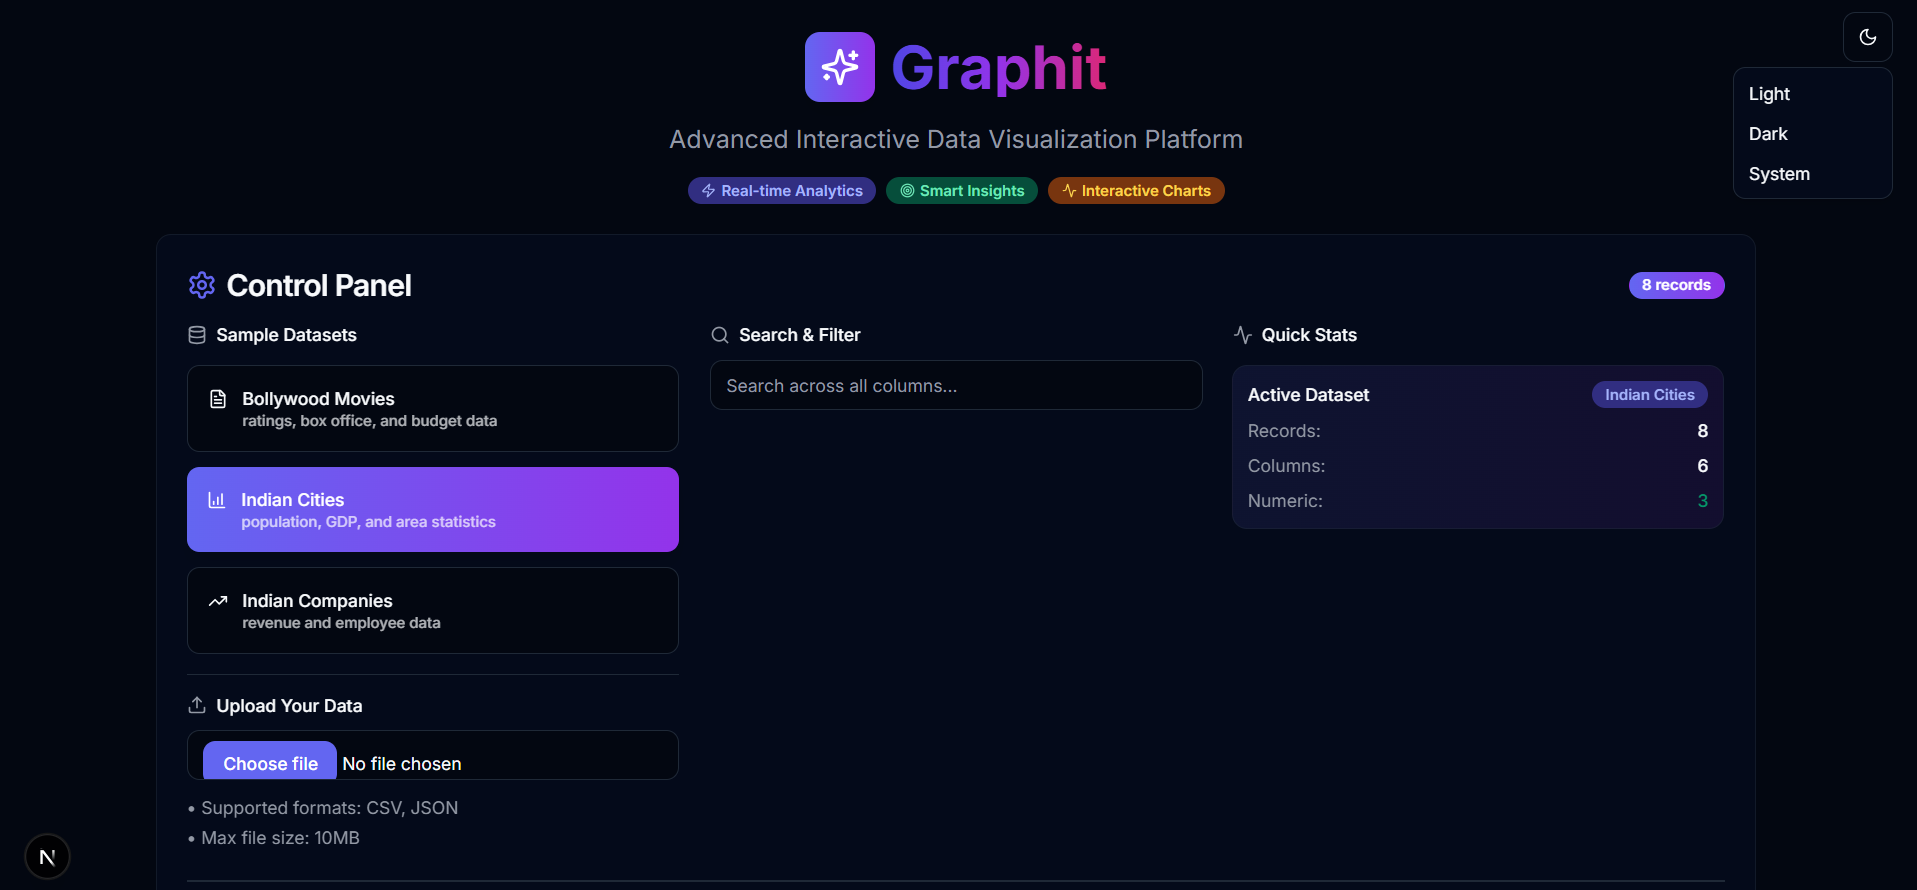 Graphit
Advanced Interactive Data Visualization Platform
Real-time Analytics
Smart Insights
Interactive Charts
Light
Dark
System
Control Panel
8 records
Sample Datasets
Bollywood Movies
ratings, box office, and budget data
Indian Cities
population, GDP, and area statistics
Indian Companies
revenue and employee data
Upload Your Data
Choose file No file chosen
• Supported formats: CSV, JSON
• Max file size: 10MB
Search & Filter
Search across all columns...
Quick Stats
Active Dataset Indian Cities
Records: 8
Columns: 6
Numeric: 3
N